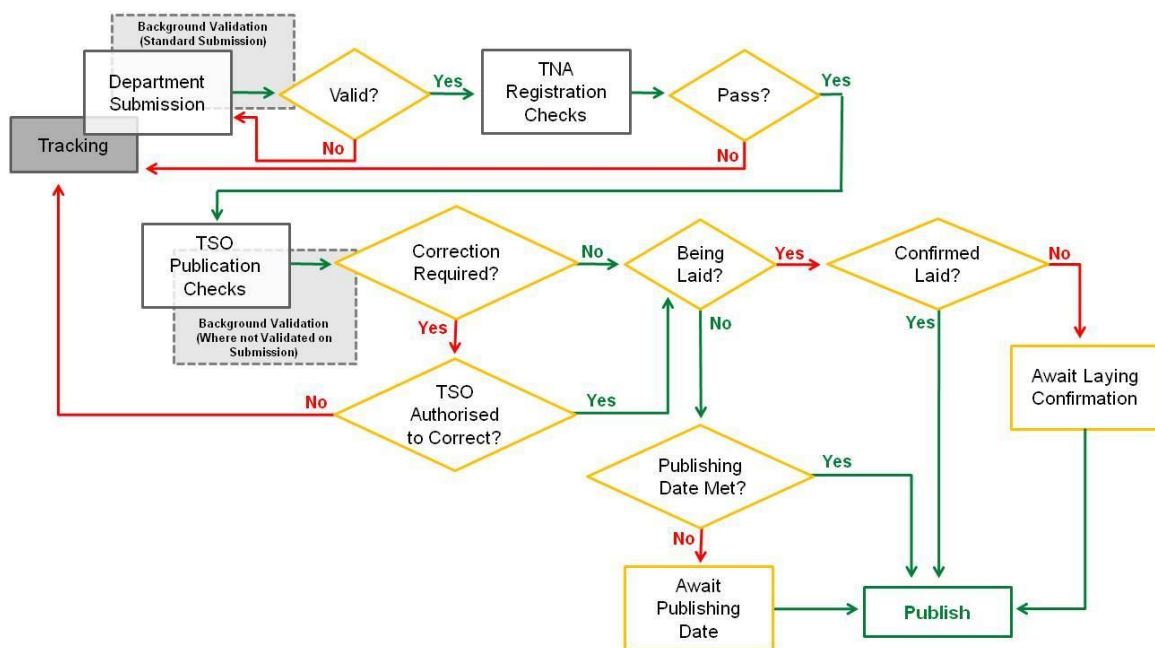 Background Validation
(Standard Submission)
Department
Submission
Valid?
Yes
TNA
Registration
Checks
Pass?
Yes
Tracking
No
No
TSO
Publication
Checks
Correction
Required?
No
Being
Laid?
Yes
Confirmed
Laid?
No
Background Validation
(Where not Validated on
Submission)
Yes
No
Yes
No
TSO
Authorised
to Correct?
Yes
Await Laying
Confirmation
Publishing
Date Met?
Yes
No
Await
Publishing
Date
Publish